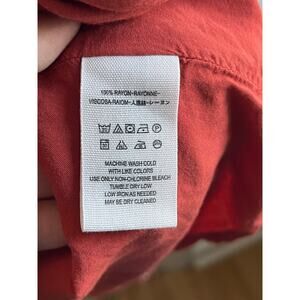 100% RAYON-RAYONNE-
VISCOSA/RAION-人造絲-レーヨン
MACHINE WASH COLD
WITH LIKE COLORS
USE ONLY NON-CHLORINE BLEACH
TUMBLE DRY LOW
LOW IRON AS NEEDED
MAY BE DRY CLEANED